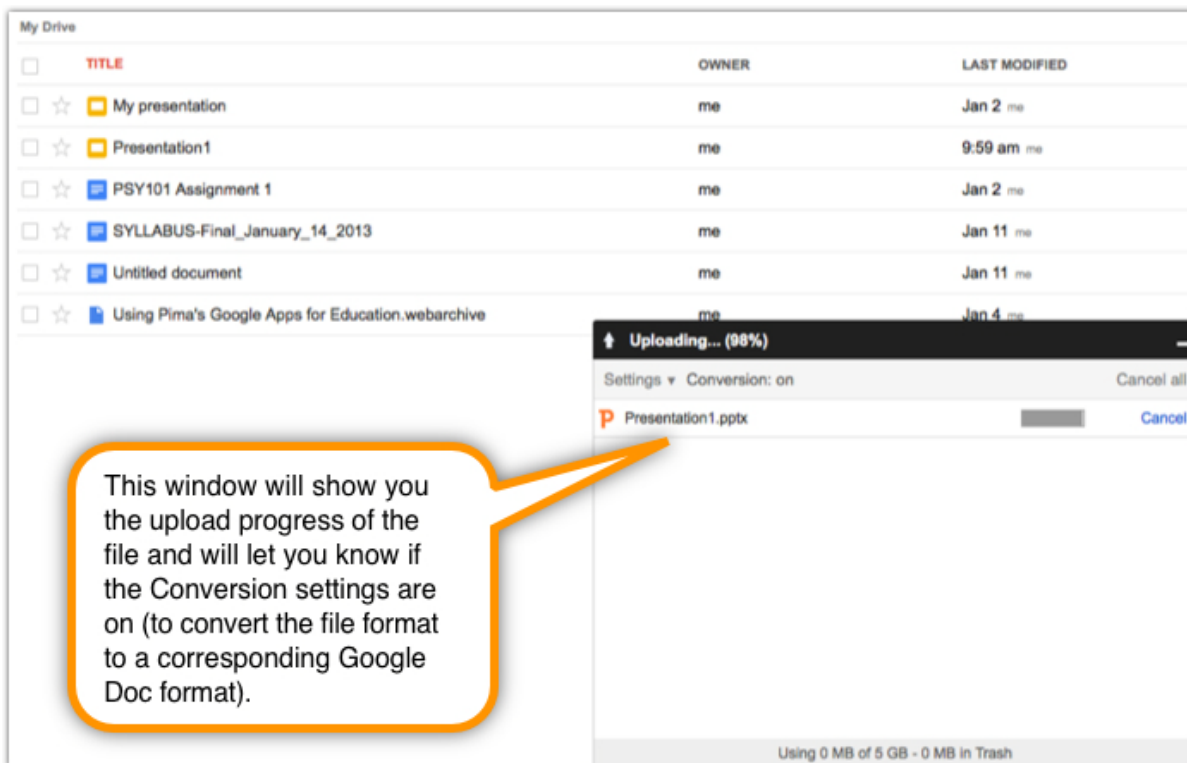 My Drive
TITLE OWNER LAST MODIFIED
My presentation me Jan 2 me
Presentation1 me 9:59 am me
PSY101 Assignment 1 me Jan 2 me
SYLLABUS-Final_January_14_2013 me Jan 11 me
Untitled document me Jan 11 me
Using Pima's Google Apps for Education.webarchive me Jan 4 me
Uploading... (98%)
Settings Conversion: on Cancel all
Presentation1.pptx Cancel
This window will show you
the upload progress of the
file and will let you know if
the Conversion settings are
on (to convert the file format
to a corresponding Google
Doc format).
Using 0 MB of 5 GB - 0 MB in Trash